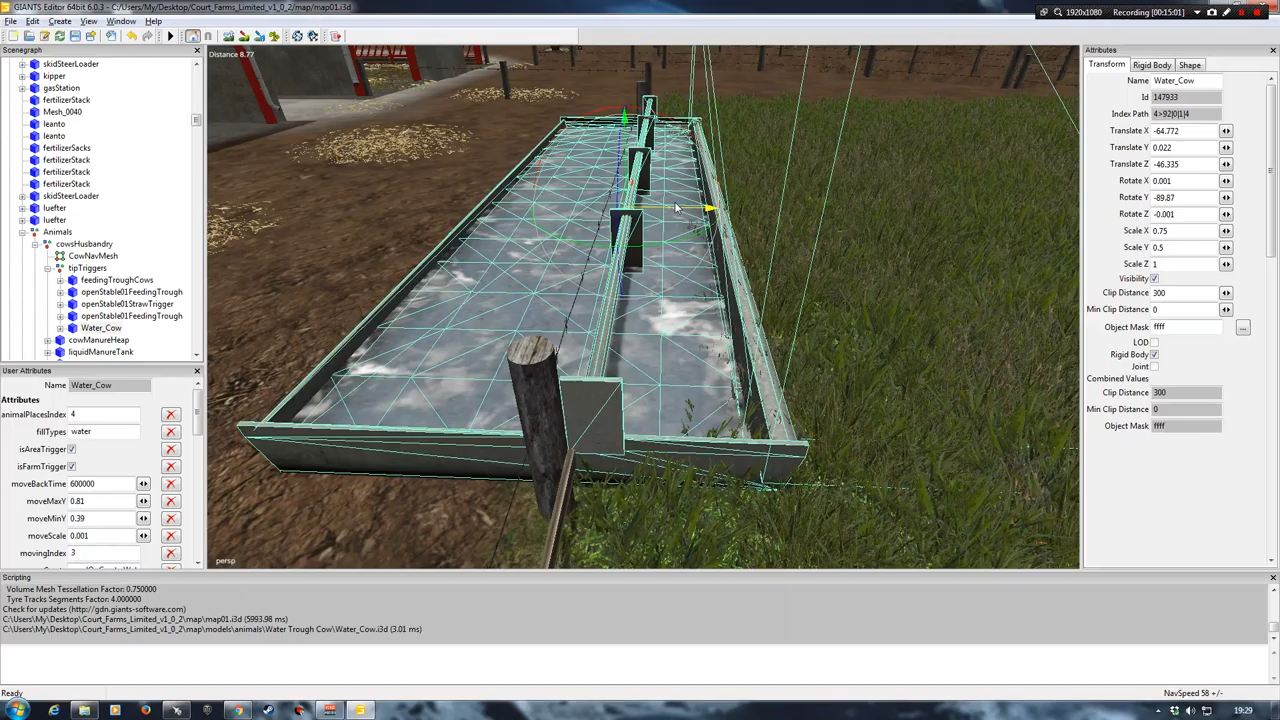 GIANTS Editor 64bit 6.0.3 - C:/Users/My/Desktop/Court_Farms_Limited_v1_0_2/map/map01.i3d
1920x1080
Recording [00:15:01]
File Edit Create View Window Help
Scenegraph
skidSteerLoader
kipper
gasStation
fertilizerStack
Mesh_0040
leanto
leanto
fertilizerSacks
fertilizerStack
fertilizerStack
fertilizerStack
skidSteerLoader
luefter
luefter
Animals
cowsHusbandry
CowNavMesh
tipTriggers
feedingTroughCows
openStable01FeedingTrough
openStable01StrawTrigger
openStable01FeedingTrough
Water_Cow
cowManureHeap
liquidManureTank
User Attributes
Name Water_Cow
Attributes
animalPlacesIndex 4
fillTypes water
isAreaTrigger
isFarmTrigger
moveBackTime 600000
moveMaxY 0.81
moveMinY 0.39
moveScale 0.001
movingIndex 3
Distance 8.77
persp
Attributes
Transform Rigid Body Shape
Name Water_Cow
Id 147933
Index Path 4>92|0|1|4
Translate X -64.772
Translate Y 0.022
Translate Z -46.335
Rotate X 0.001
Rotate Y -89.87
Rotate Z -0.001
Scale X 0.75
Scale Y 0.5
Scale Z 1
Visibility
Clip Distance 300
Min Clip Distance 0
Object Mask ffff
...
LOD
Rigid Body
Joint
Combined Values
Clip Distance 300
Min Clip Distance 0
Object Mask ffff
Scripting
Volume Mesh Tessellation Factor: 0.750000
Tyre Tracks Segments Factor: 4.000000
Check for updates (http://gdn.giants-software.com)
C:\Users\My\Desktop\Court_Farms_Limited_v1_0_2\map\map01.i3d (5993.98 ms)
C:\Users\My\Desktop\Court_Farms_Limited_v1_0_2\map\models\animals\Water Trough Cow\Water_Cow.i3d (3.01 ms)
Ready
NavSpeed 58 +/-
19:29